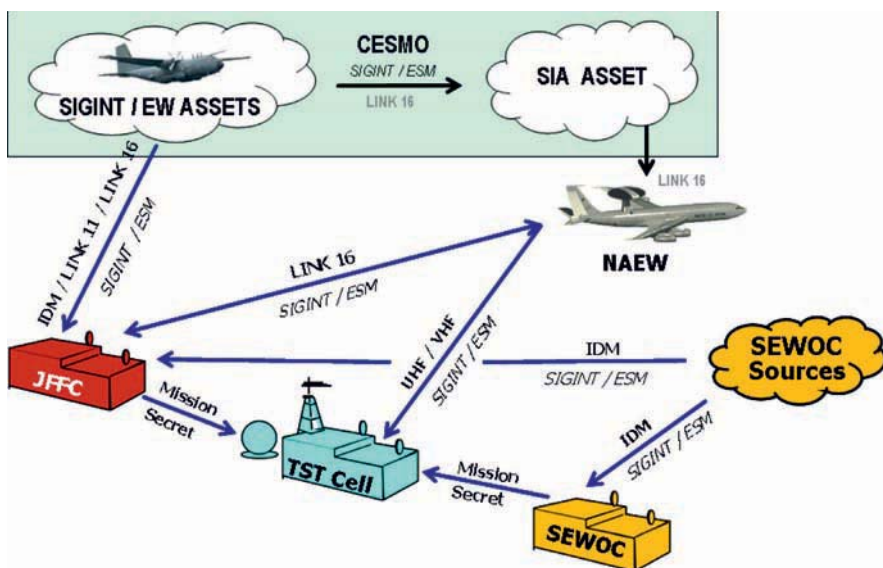 CESMO
SIGINT / ESM
LINK 16
SIGINT / EW ASSETS
SIA ASSET
LINK 16
NAEW
IDM / LINK 11 / LINK 16
SIGINT / ESM
LINK 16
SIGINT / ESM
UHF / VHF
SIGINT / ESM
IDM
SIGINT / ESM
SEWOC
Sources
JFFC
Mission
Secret
IDM
SIGINT / ESM
TST Cell
Mission
Secret
SEWOC